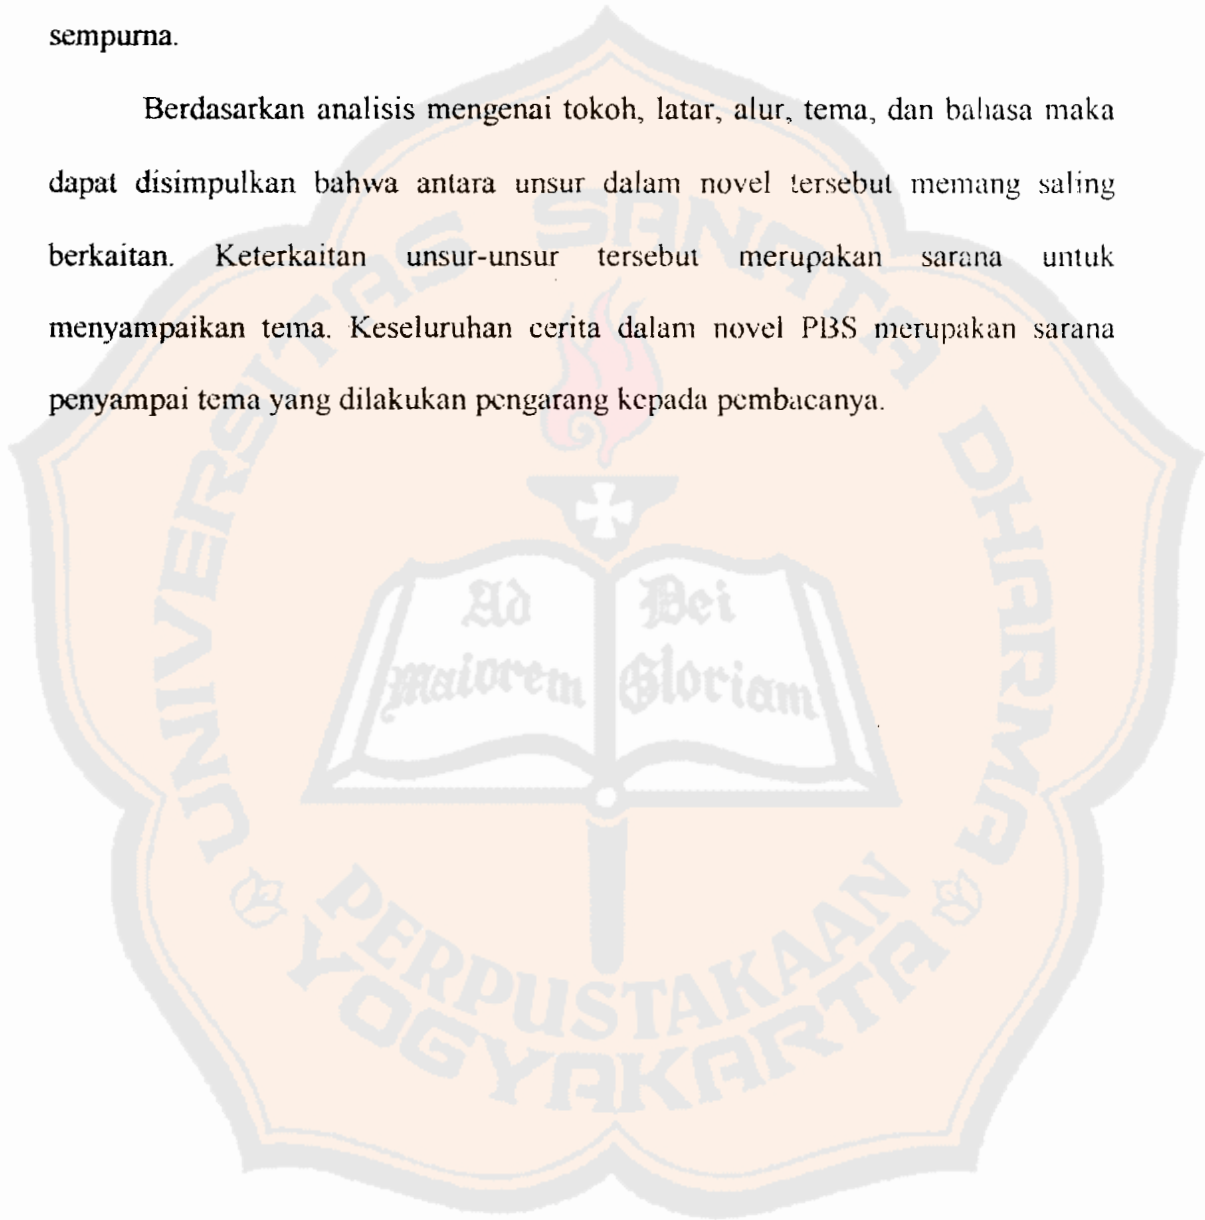 sempurna.
Berdasarkan analisis mengenai tokoh, latar, alur, tema, dan bahasa maka
dapat disimpulkan bahwa antara unsur dalam novel tersebut memang saling
berkaitan. Keterkaitan unsur-unsur tersebut merupakan sarana untuk
menyampaikan tema. Keseluruhan cerita dalam novel PBS merupakan sarana
penyampai tema yang dilakukan pengarang kepada pembacanya.
UNIVERSITAS SANATA DHARMA
Ad Dei
maiorem Gloriam
PERPUSTAKAAN
YOGYAKARTA